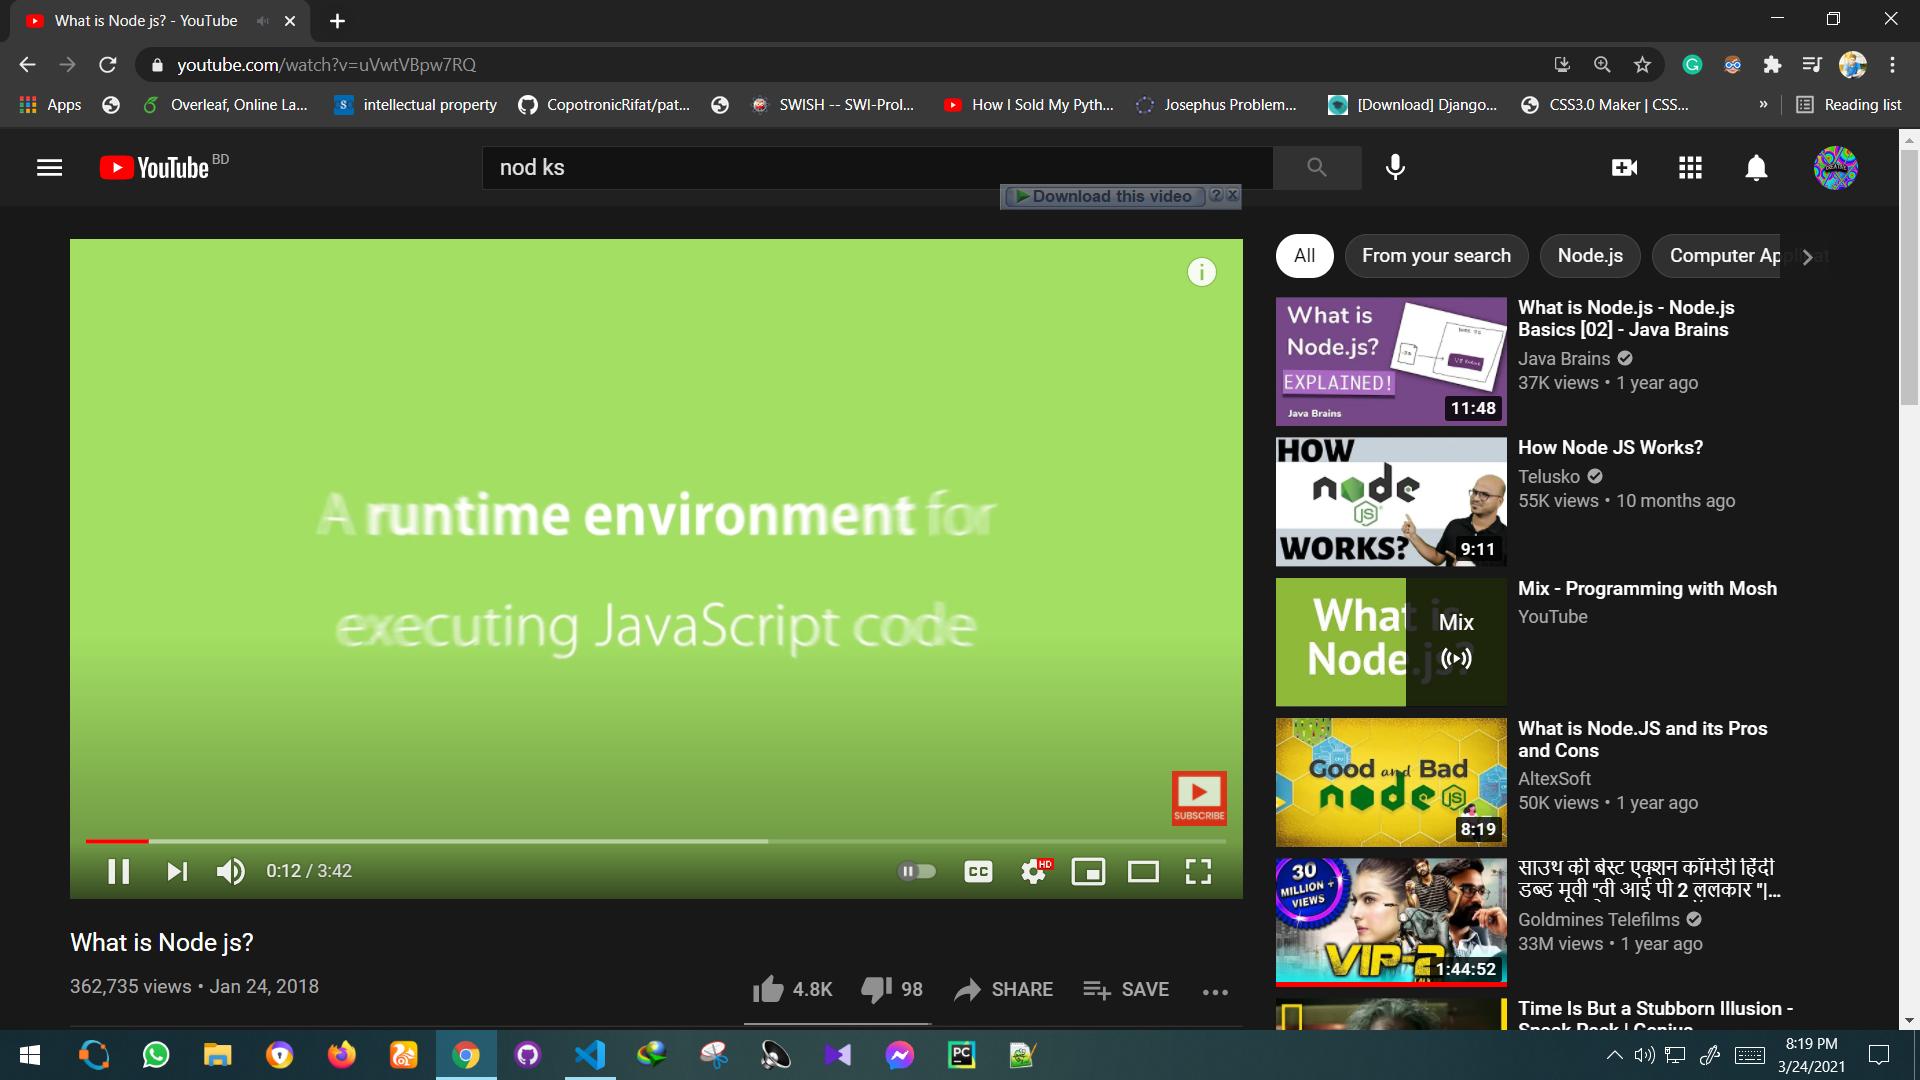 What is Node js? - YouTube
youtube.com/watch?v=uVwtVBpw7RQ
Apps
Overleaf, Online La...
intellectual property
CopotronicRifat/pat...
SWISH -- SWI-Prol...
How I Sold My Pyth...
Josephus Problem...
[Download] Django...
CSS3.0 Maker | CSS...
»
Reading list
YouTube BD
nod ks
Download this video
All
From your search
Node.js
Computer Ap
A runtime environment for
executing JavaScript code
SUBSCRIBE
0:12 / 3:42
CC
HD
What is Node js?
362,735 views • Jan 24, 2018
4.8K
98
SHARE
SAVE
What is
Node.js?
EXPLAINED!
Java Brains
11:48
What is Node.js - Node.js
Basics [02] - Java Brains
Java Brains
37K views • 1 year ago
HOW
node
JS
WORKS?
9:11
How Node JS Works?
Telusko
55K views • 10 months ago
What is
Node.js?
Mix
Mix - Programming with Mosh
YouTube
Good and Bad
node
JS
8:19
What is Node.JS and its Pros
and Cons
AltexSoft
50K views • 1 year ago
30
MILLION +
VIEWS
VIP-2
1:44:52
साउथ की बेस्ट एक्शन कॉमेडी हिंदी
डब्ड मूवी "वी आई पी 2 ललकार "|...
Goldmines Telefilms
33M views • 1 year ago
Time Is But a Stubborn Illusion -
Sneak Peek | Genius
PC
8:19 PM
3/24/2021